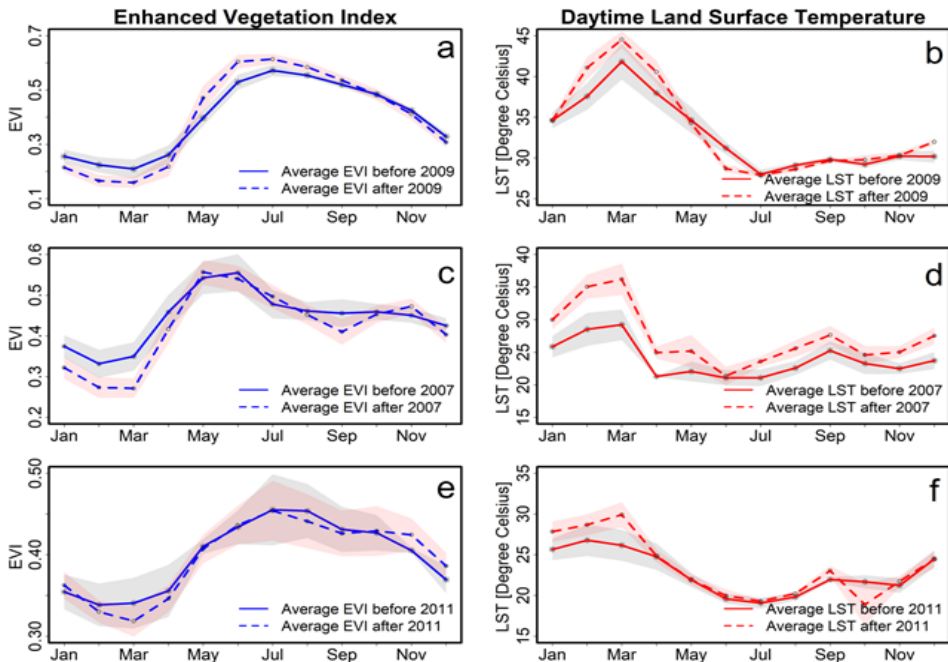 Enhanced Vegetation Index
Daytime Land Surface Temperature
a
EVI
0.7
0.5
0.3
0.1
Average EVI before 2009
Average EVI after 2009
Jan Mar May Jul Sep Nov
b
LST [Degree Celsius]
45
40
35
30
25
Average LST before 2009
Average LST after 2009
Jan Mar May Jul Sep Nov
c
EVI
0.6
0.5
0.4
0.3
0.2
Average EVI before 2007
Average EVI after 2007
Jan Mar May Jul Sep Nov
d
LST [Degree Celsius]
40
35
30
25
20
15
Average LST before 2007
Average LST after 2007
Jan Mar May Jul Sep Nov
e
EVI
0.50
0.40
0.30
Average EVI before 2011
Average EVI after 2011
Jan Mar May Jul Sep Nov
f
LST [Degree Celsius]
35
30
25
20
15
Average LST before 2011
Average LST after 2011
Jan Mar May Jul Sep Nov